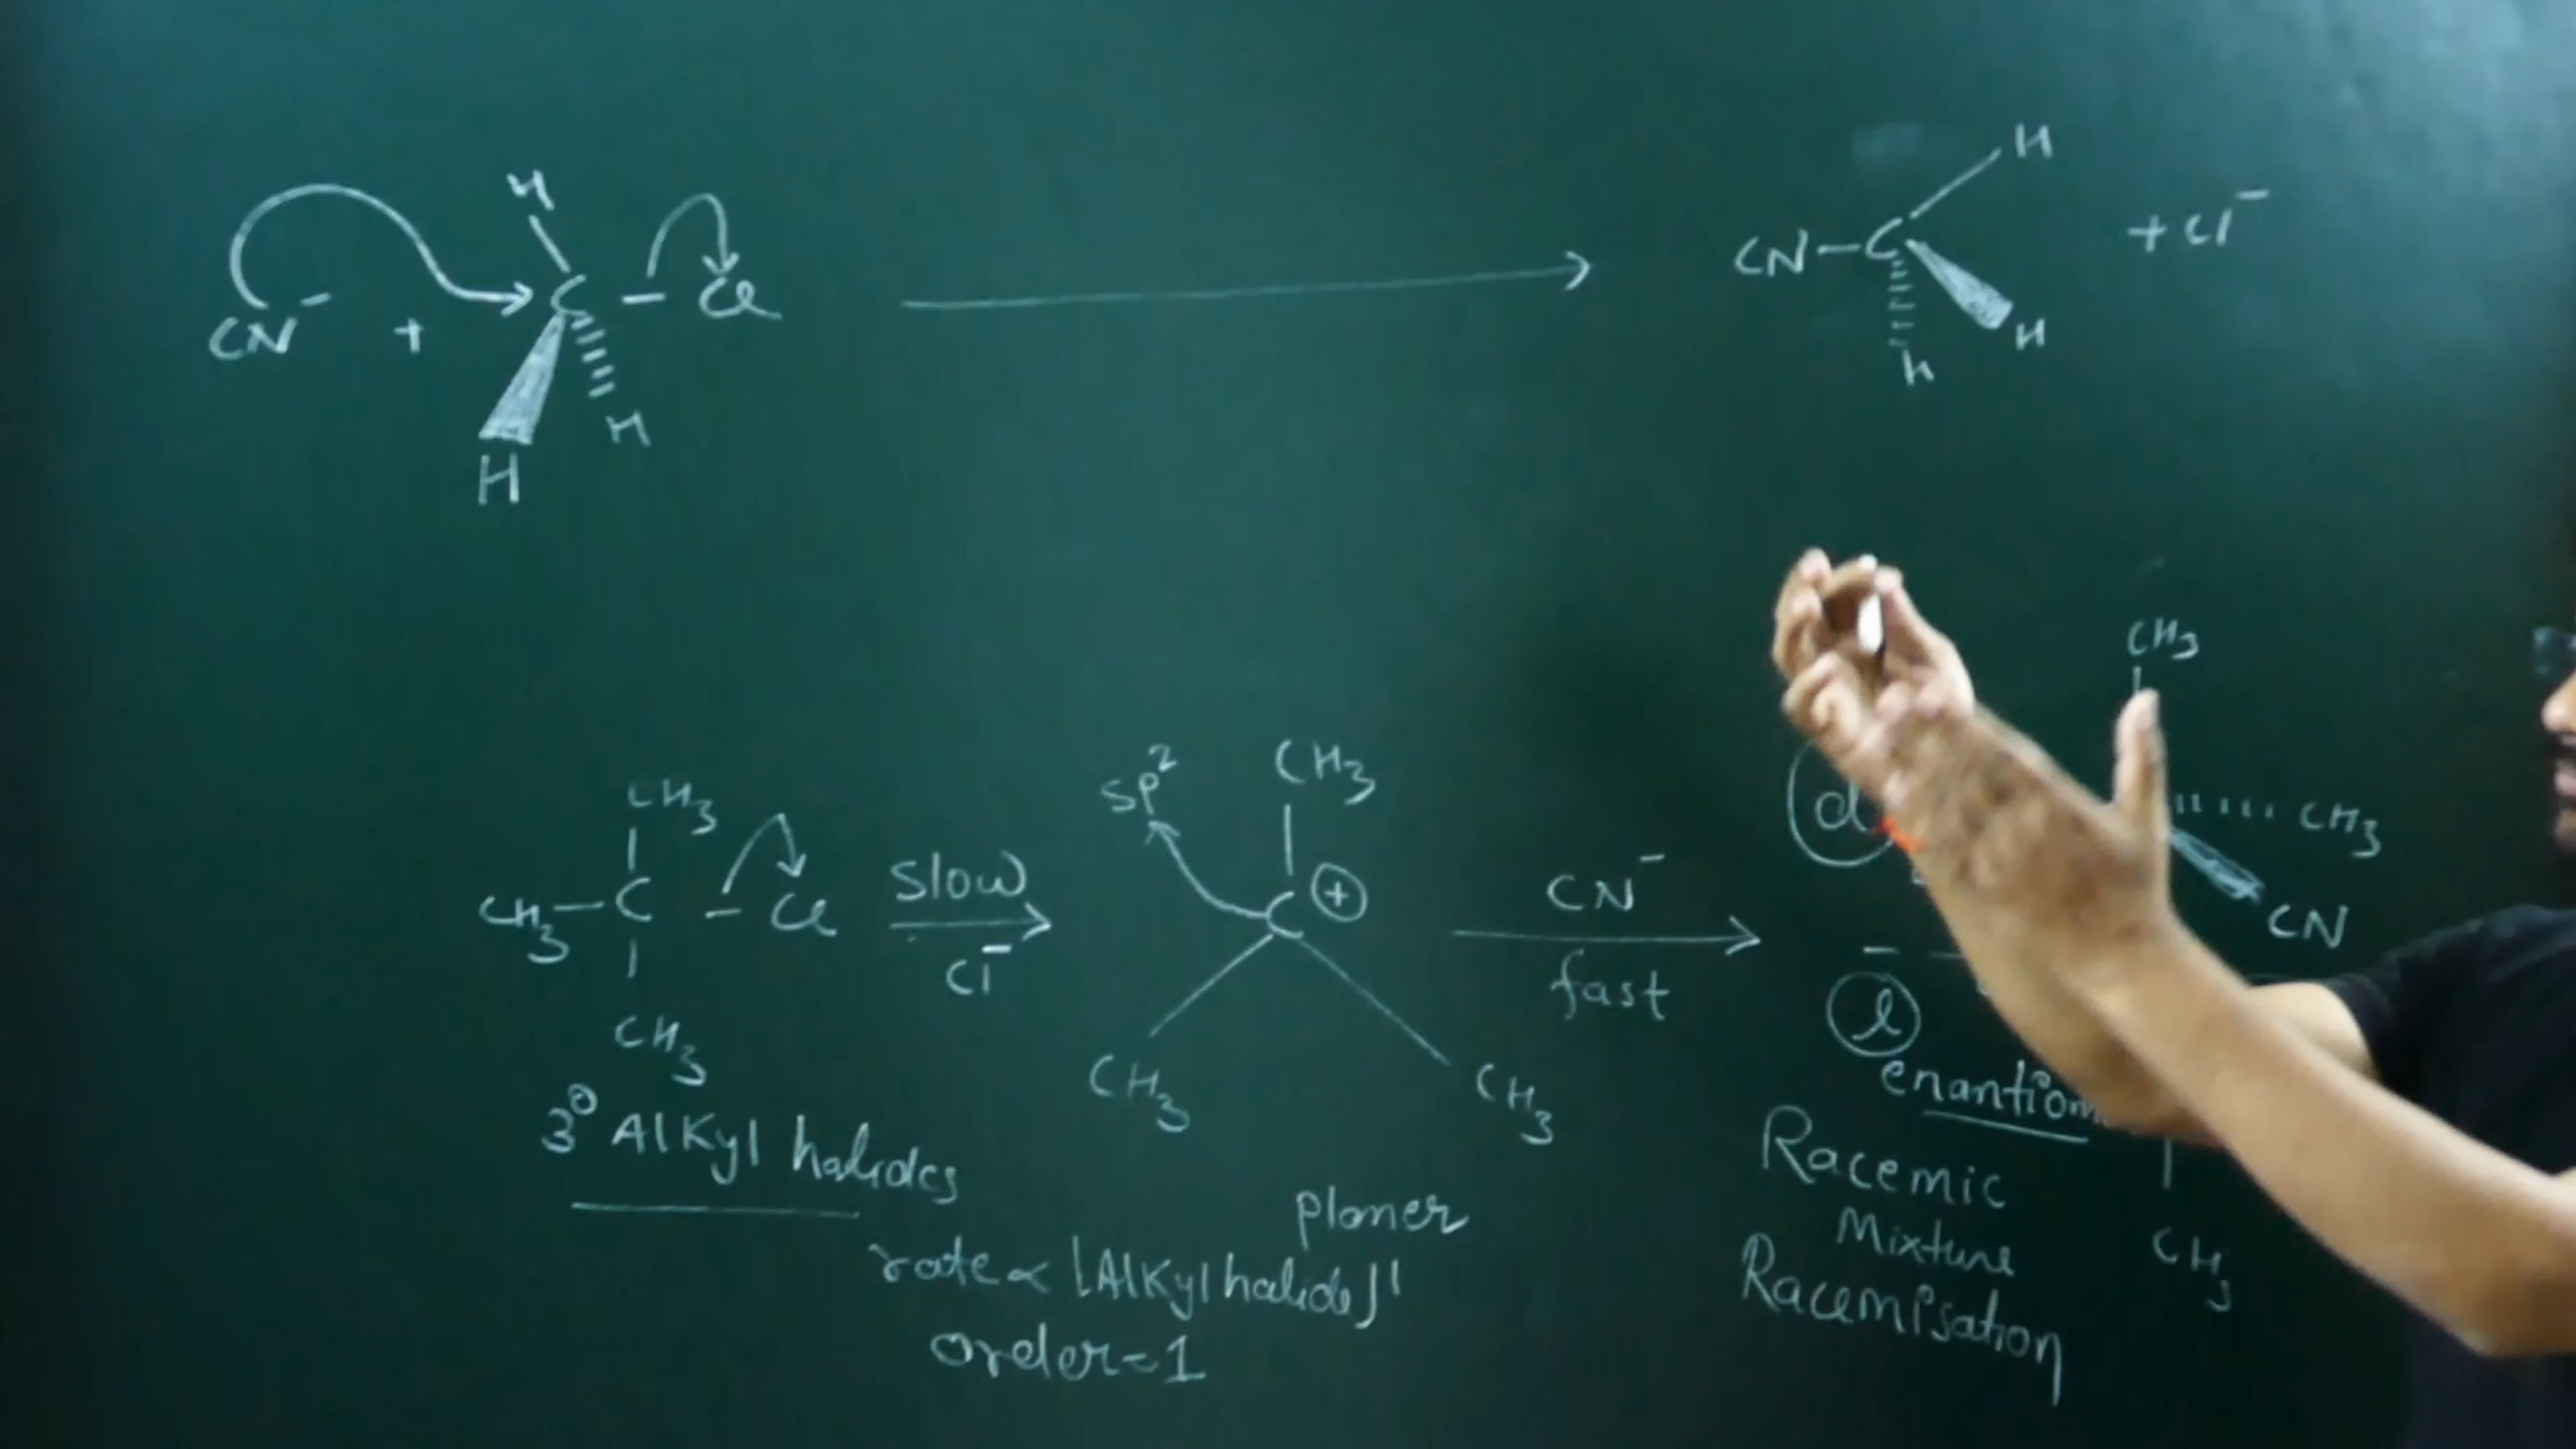 H
CN⁻ + C – Cl
H
H
H
CN – C + Cl⁻
H
H
CH3
CH3 – C – Cl
CH3
3° Alkyl halides
Slow
Cl⁻
SP²
CH3
C ⊕
CH3
CH3
planer
rate ∝ [Alkyl halide]¹
order = 1
CN⁻
fast
CH3
d
CH3
CN
l
CH3
Racemic
Mixture
Racemisation